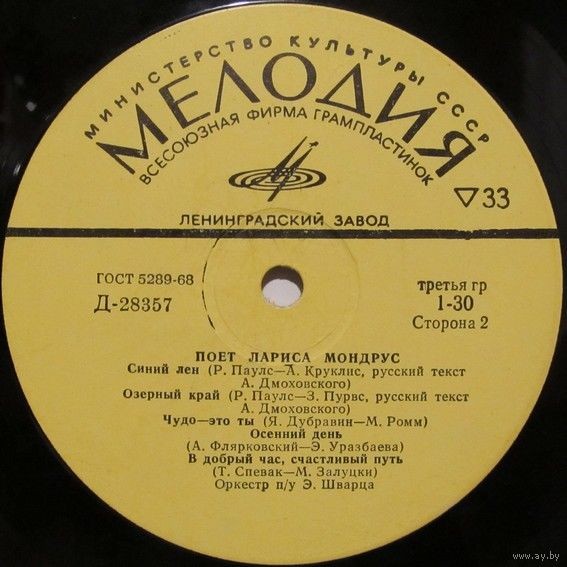 МИНИСТЕРСТВО КУЛЬТУРЫ СССР
МЕЛОДИЯ
ВСЕСОЮЗНАЯ ФИРМА ГРАМПЛАСТИНОК
▽33
ЛЕНИНГРАДСКИЙ ЗАВОД
ГОСТ 5289-68
Д-28357
третья гр
1-30
Сторона 2
ПОЕТ ЛАРИСА МОНДРУС
Синий лен (Р. Паулс—А. Круклис, русский текст
А. Дмоховского)
Озерный край (Р. Паулс—З. Пурвс, русский текст
А. Дмоховского)
Чудо—это ты (Я. Дубравин—М. Ромм)
Осенний день
(А. Флярковский—Э. Уразбаева)
В добрый час, счастливый путь
(Т. Спевак—М. Залуцки)
Оркестр п/у Э. Шварца
www.ay.by